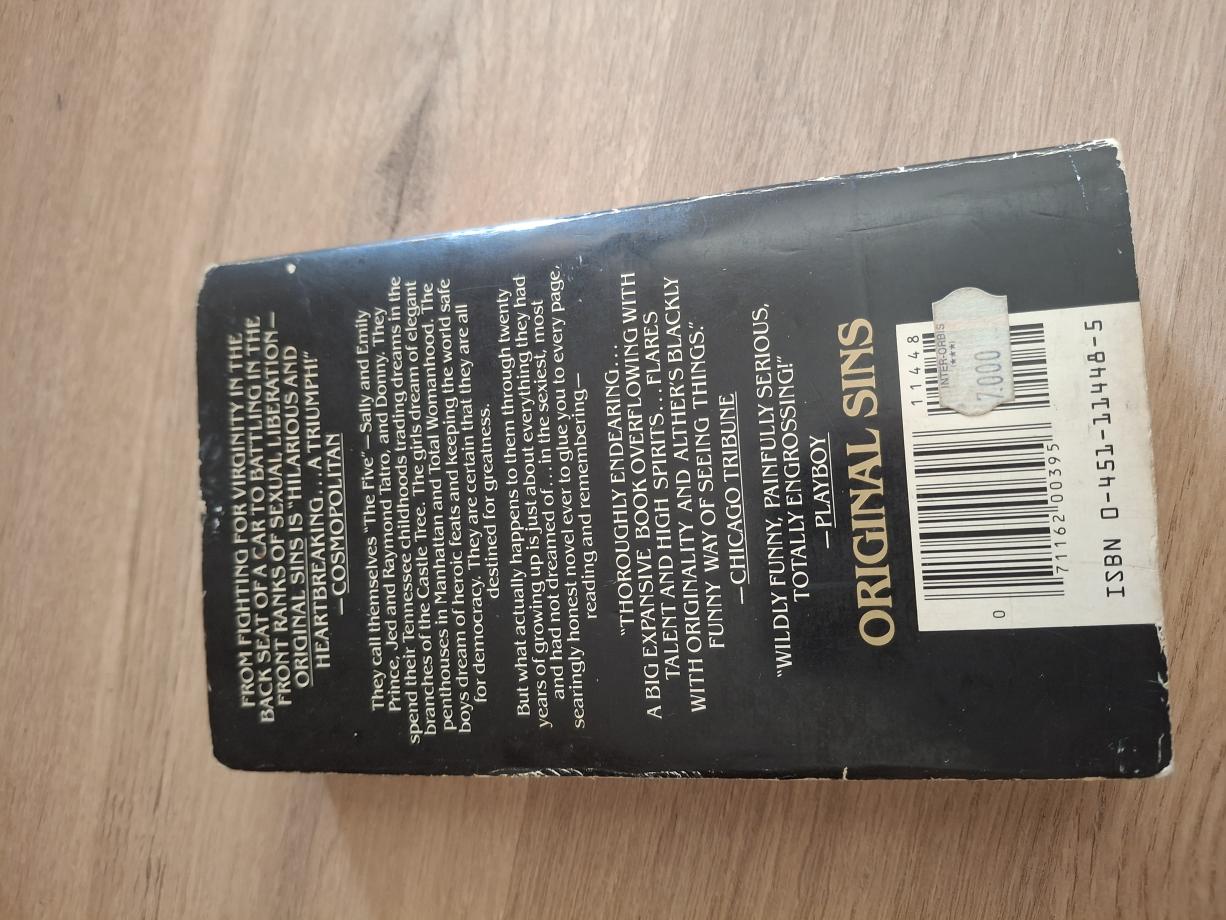 FROM FIGHTING FOR VIRGINITY IN THE
BACK SEAT OF A CAR TO BATTLING IN THE
FRONT RANKS OF SEXUAL LIBERATION—
ORIGINAL SINS IS "HILARIOUS AND
HEARTBREAKING...A TRIUMPH!"
—COSMOPOLITAN
They call themselves "The Five"—Sally and Emily
Prince, Jed and Raymond Tatro, and Donny. They
spend their Tennessee childhoods trading dreams in the
branches of the Castle Tree. The girls dream of elegant
penthouses in Manhattan and Total Womanhood. The
boys dream of heroic feats and keeping the world safe
for democracy. They are certain that they are all
destined for greatness.
But what actually happens to them through twenty
years of growing up is just about everything they had
and had not dreamed of...in the sexiest, most
searingly honest novel ever to glue you to every page,
reading and remembering—
"THOROUGHLY ENDEARING...
A BIG EXPANSIVE BOOK OVERFLOWING WITH
TALENT AND HIGH SPIRITS...FLARES
WITH ORIGINALITY AND ALTHER'S BLACKLY
FUNNY WAY OF SEEING THINGS."
—CHICAGO TRIBUNE
"WILDLY FUNNY, PAINFULLY SERIOUS,
TOTALLY ENGROSSING!"
—PLAYBOY
ORIGINAL SINS
11448
INTER-ORBIS
***
7.000
0
71162 00395
ISBN 0-451-11448-5